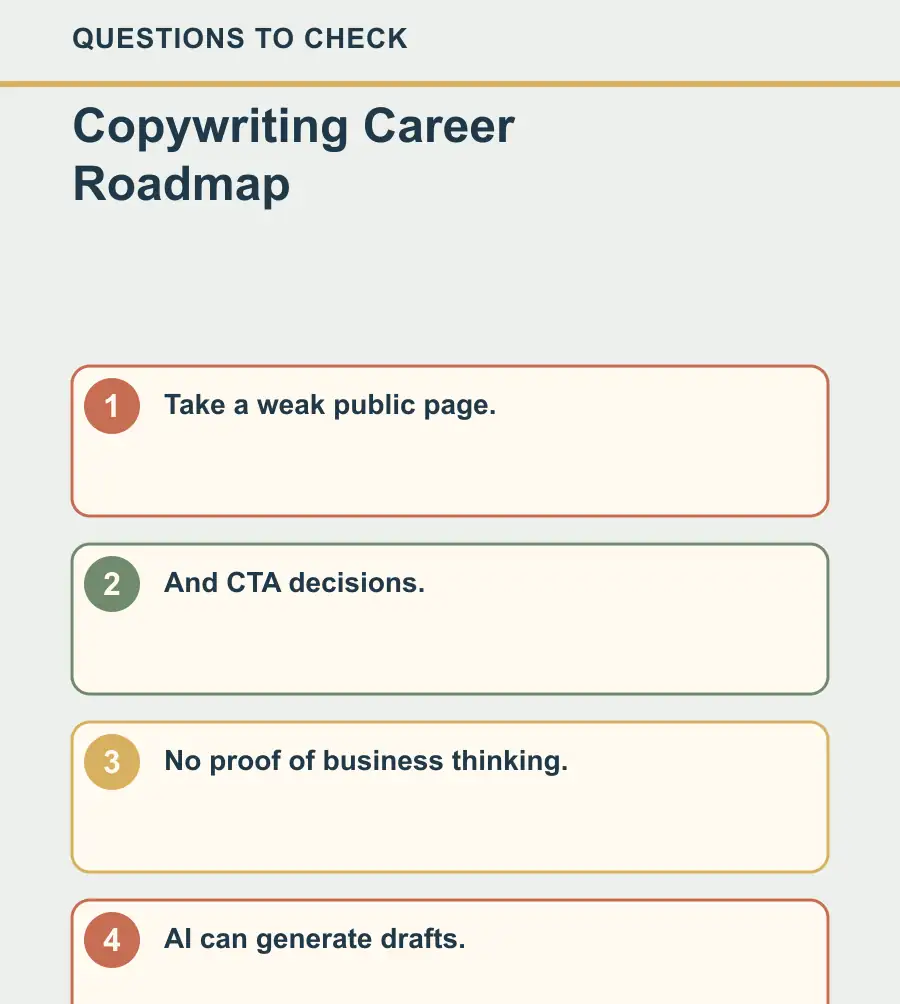 QUESTIONS TO CHECK
Copywriting Career
Roadmap
1
Take a weak public page.
2
And CTA decisions.
3
No proof of business thinking.
4
AI can generate drafts.